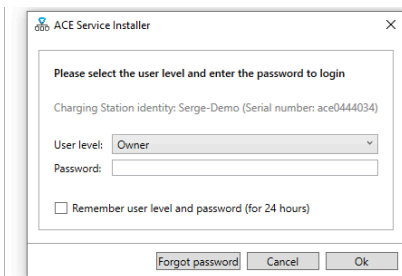 ACE Service Installer
Please select the user level and enter the password to login
Charging Station identity: Serge-Demo (Serial number: ace0444034)
User level: Owner
Password:
Remember user level and password (for 24 hours)
Forgot password Cancel Ok